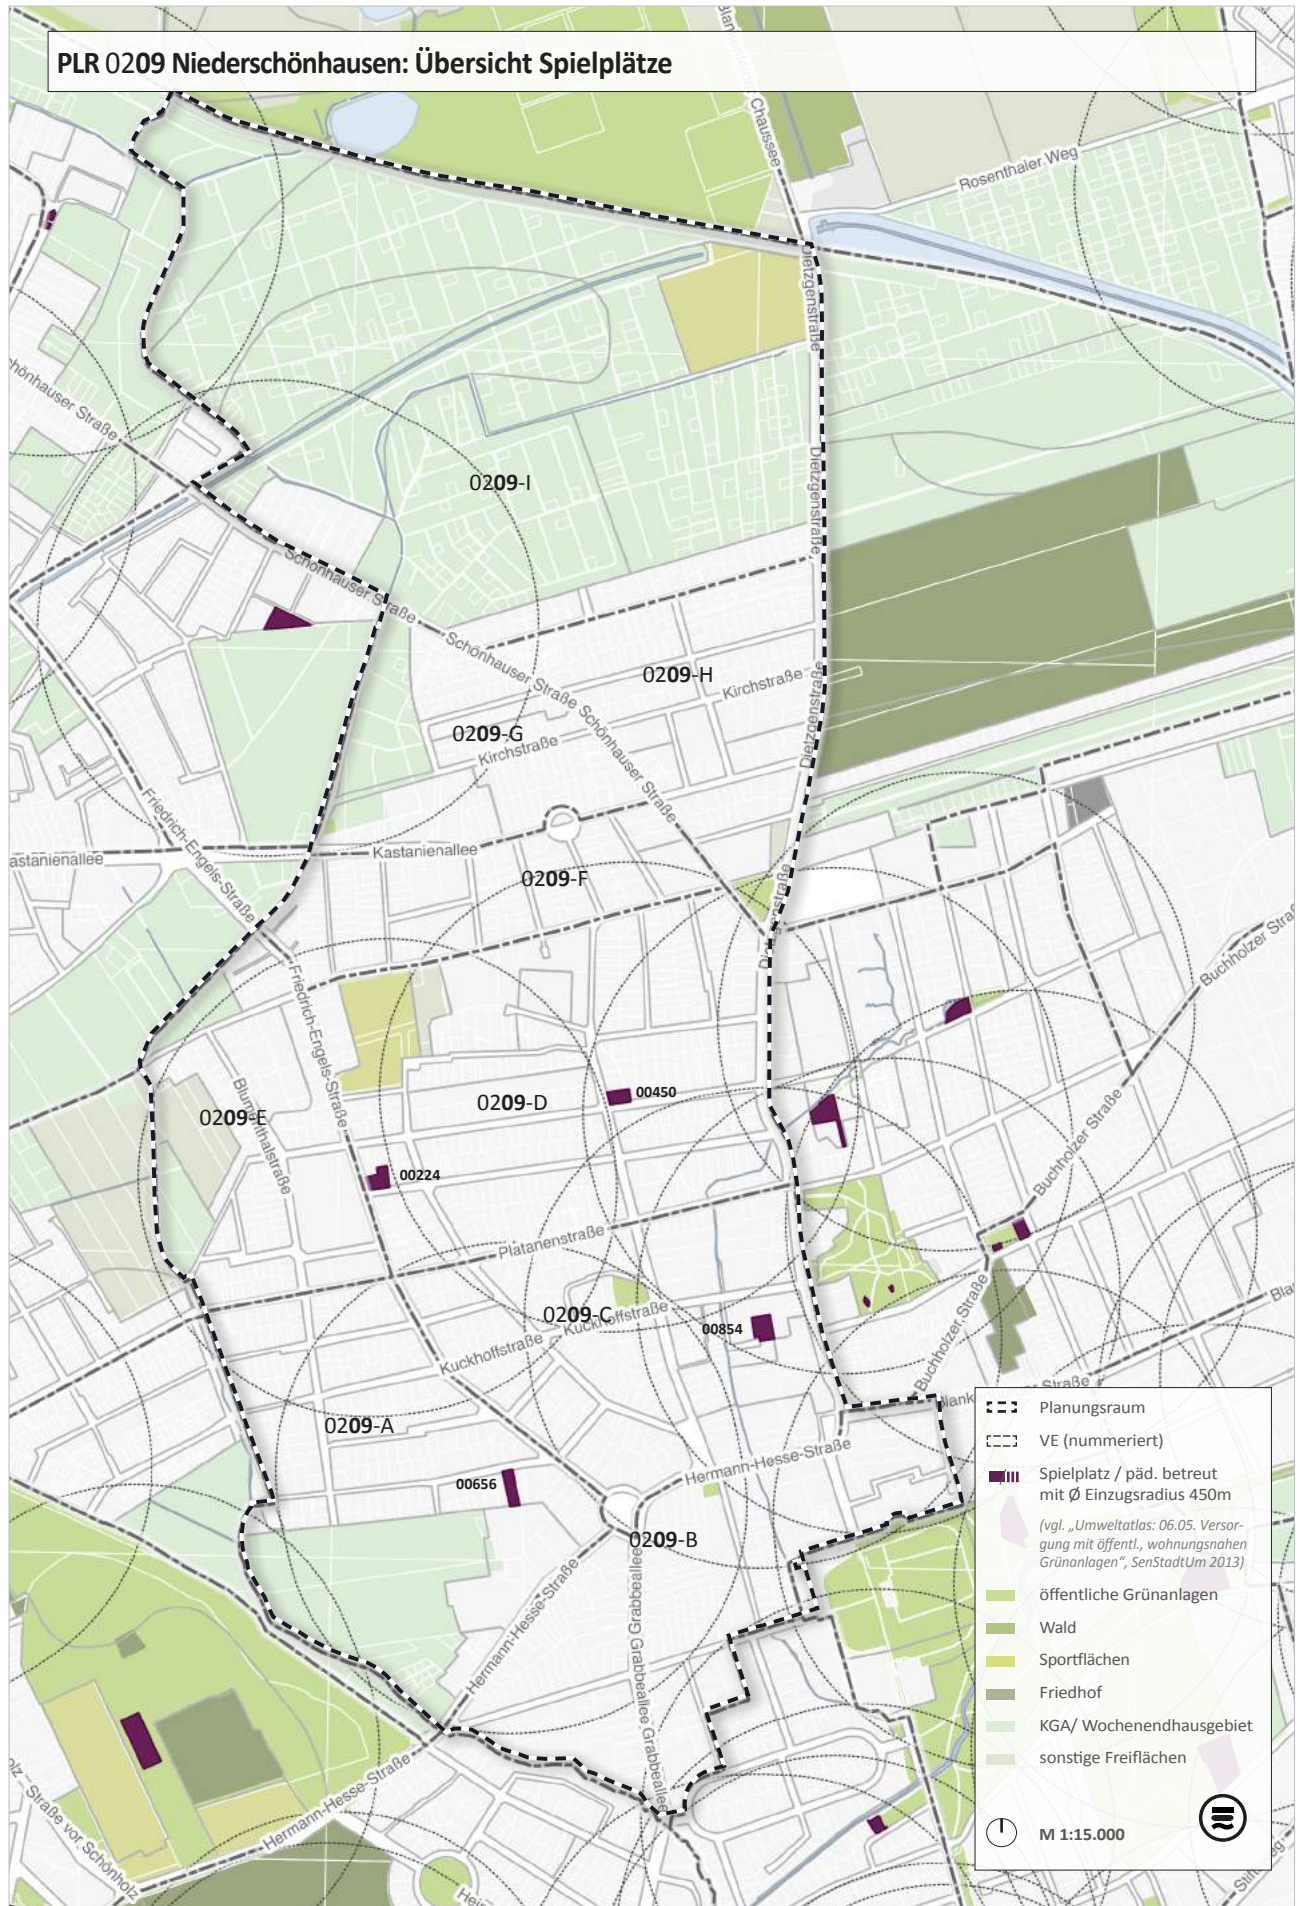 PLR 0209 Niederschönhausen: Übersicht Spielplätze
Chaussee
Rosenthaler Weg
Dietzgenstraße
Dietzgenstraße
0209-I
Schönhauser Straße
Schönhauser Straße
Schönhauser Straße
0209-H
Kirchstraße
Dietzgenstraße
0209-G
Kirchstraße
Friedrich-Engels-Straße
Kastanienallee
0209-F
Buchholzer Straße
Friedrich-Engels-Straße
Blumenthalstraße
0209-E
0209-D
00450
00224
Buchholzer Straße
Platanenstraße
0209-C
Kuckhoffstraße
Kuckhoffstraße
00854
Buchholzer Straße
0209-A
Hermann-Hesse-Straße
00656
0209-B
Hermann-Hesse-Straße
Grabbeallee
Grabbeallee
Grabbeallee
Hermann-Hesse-Straße
Straße vor Schönholz
Planungsraum
VE (nummeriert)
Spielplatz / päd. betreut
mit Ø Einzugsradius 450m
(vgl. „Umweltatlas: 06.05. Versor-
gung mit öffentl., wohnungsnahen
Grünanlagen“, SenStadtUm 2013)
öffentliche Grünanlagen
Wald
Sportflächen
Friedhof
KGA/ Wochenendhausgebiet
sonstige Freiflächen
M 1:15.000